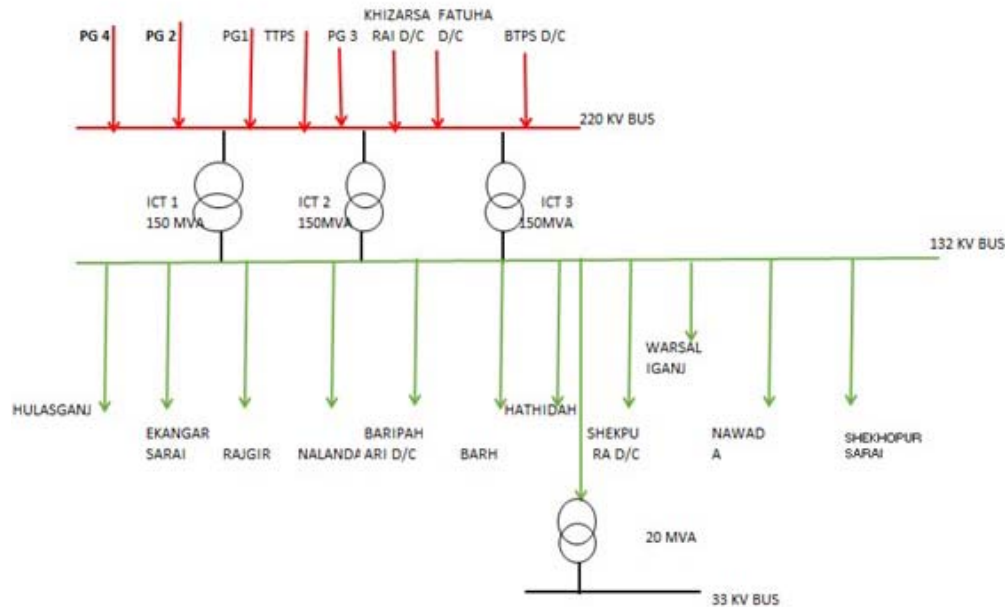 KHIZARSA FATUHA
PG 4 PG 2 PG1 TTPS PG 3 RAI D/C D/C BTPS D/C
220 KV BUS
ICT 1 ICT 2 ICT 3
150 MVA 150MVA 150MVA
132 KV BUS
WARSAL
IGANJ
HULASGANJ HATHIDAH
EKANGAR BARIPAH SHEKPU NAWAD SHEKHOPUR
SARAI RAJGIR NALANDA ARI D/C BARH RA D/C A SARAI
20 MVA
33 KV BUS